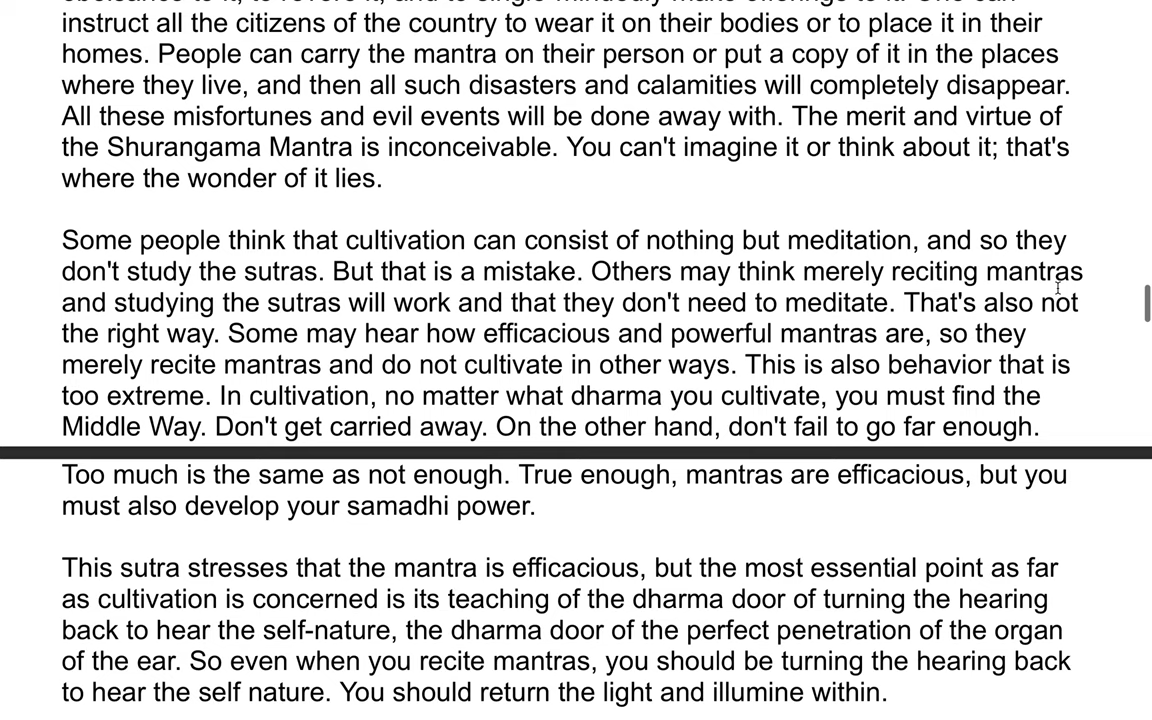 instruct all the citizens of the country to wear it on their bodies or to place it in their
homes. People can carry the mantra on their person or put a copy of it in the places
where they live, and then all such disasters and calamities will completely disappear.
All these misfortunes and evil events will be done away with. The merit and virtue of
the Shurangama Mantra is inconceivable. You can't imagine it or think about it; that's
where the wonder of it lies.
Some people think that cultivation can consist of nothing but meditation, and so they
don't study the sutras. But that is a mistake. Others may think merely reciting mantras
and studying the sutras will work and that they don't need to meditate. That's also not
the right way. Some may hear how efficacious and powerful mantras are, so they
merely recite mantras and do not cultivate in other ways. This is also behavior that is
too extreme. In cultivation, no matter what dharma you cultivate, you must find the
Middle Way. Don't get carried away. On the other hand, don't fail to go far enough.
Too much is the same as not enough. True enough, mantras are efficacious, but you
must also develop your samadhi power.
This sutra stresses that the mantra is efficacious, but the most essential point as far
as cultivation is concerned is its teaching of the dharma door of turning the hearing
back to hear the self-nature, the dharma door of the perfect penetration of the organ
of the ear. So even when you recite mantras, you should be turning the hearing back
to hear the self nature. You should return the light and illumine within.